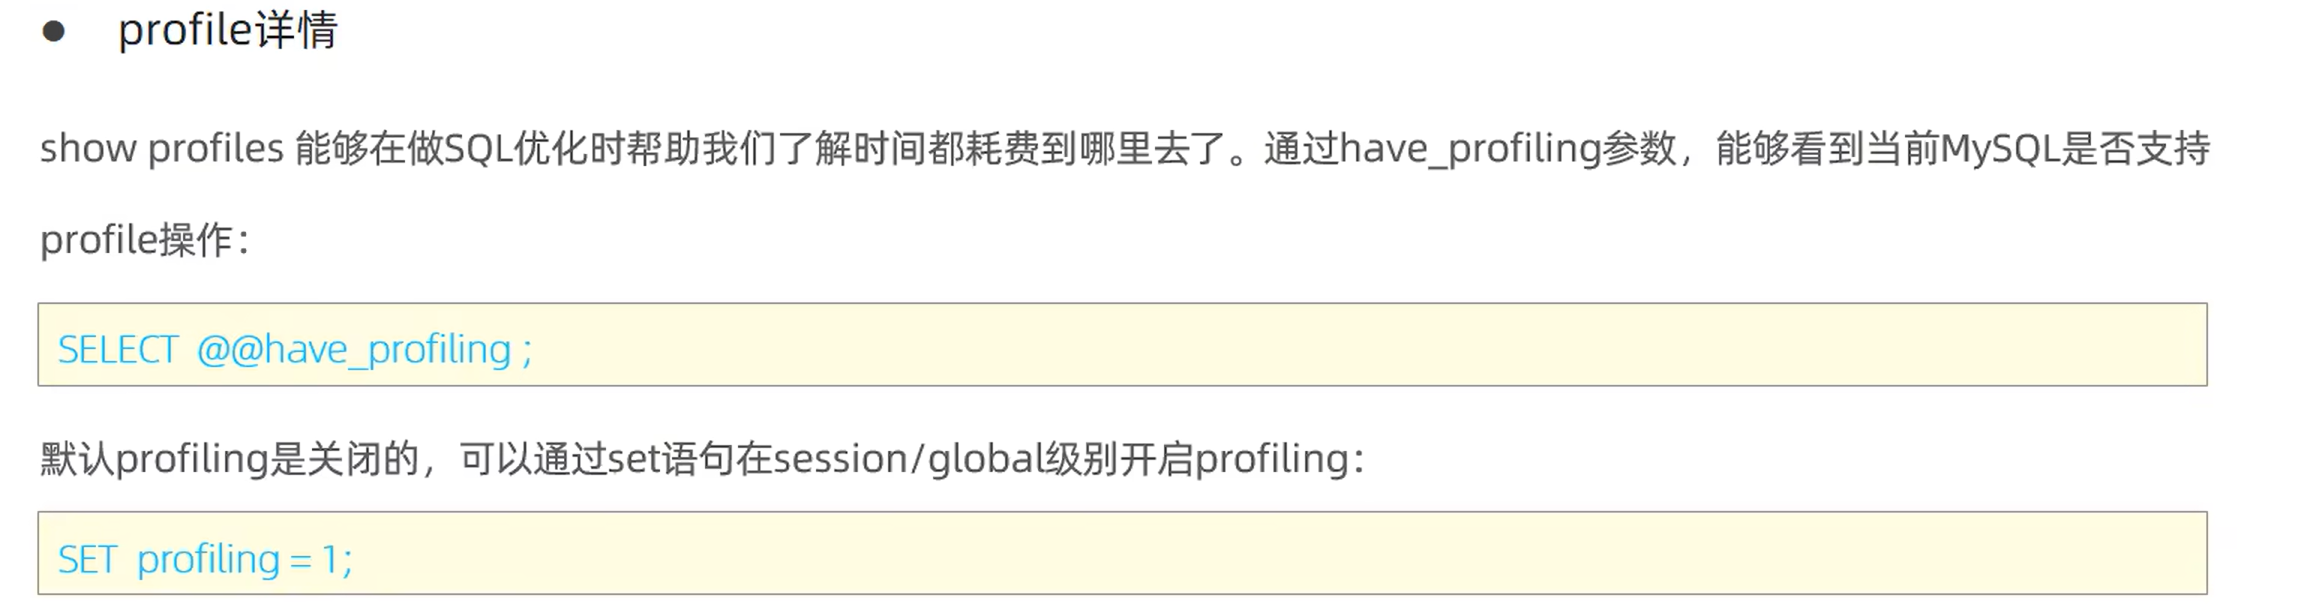 ● profile详情
show profiles 能够在做SQL优化时帮助我们了解时间都耗费到哪里去了。通过have_profiling参数，能够看到当前MySQL是否支持
profile操作：
SELECT @@have_profiling ;
默认profiling是关闭的，可以通过set语句在session/global级别开启profiling：
SET profiling = 1;